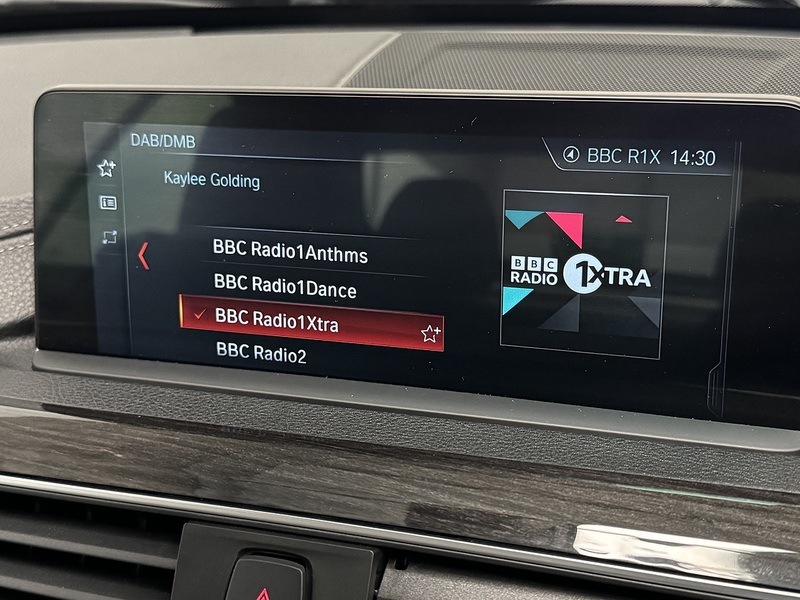 DAB/DMB
BBC R1X 14:30
Kaylee Golding
BBC Radio1Anthms
BBC Radio1Dance
BBC Radio1Xtra
BBC Radio2
BBC
RADIO 1XTRA